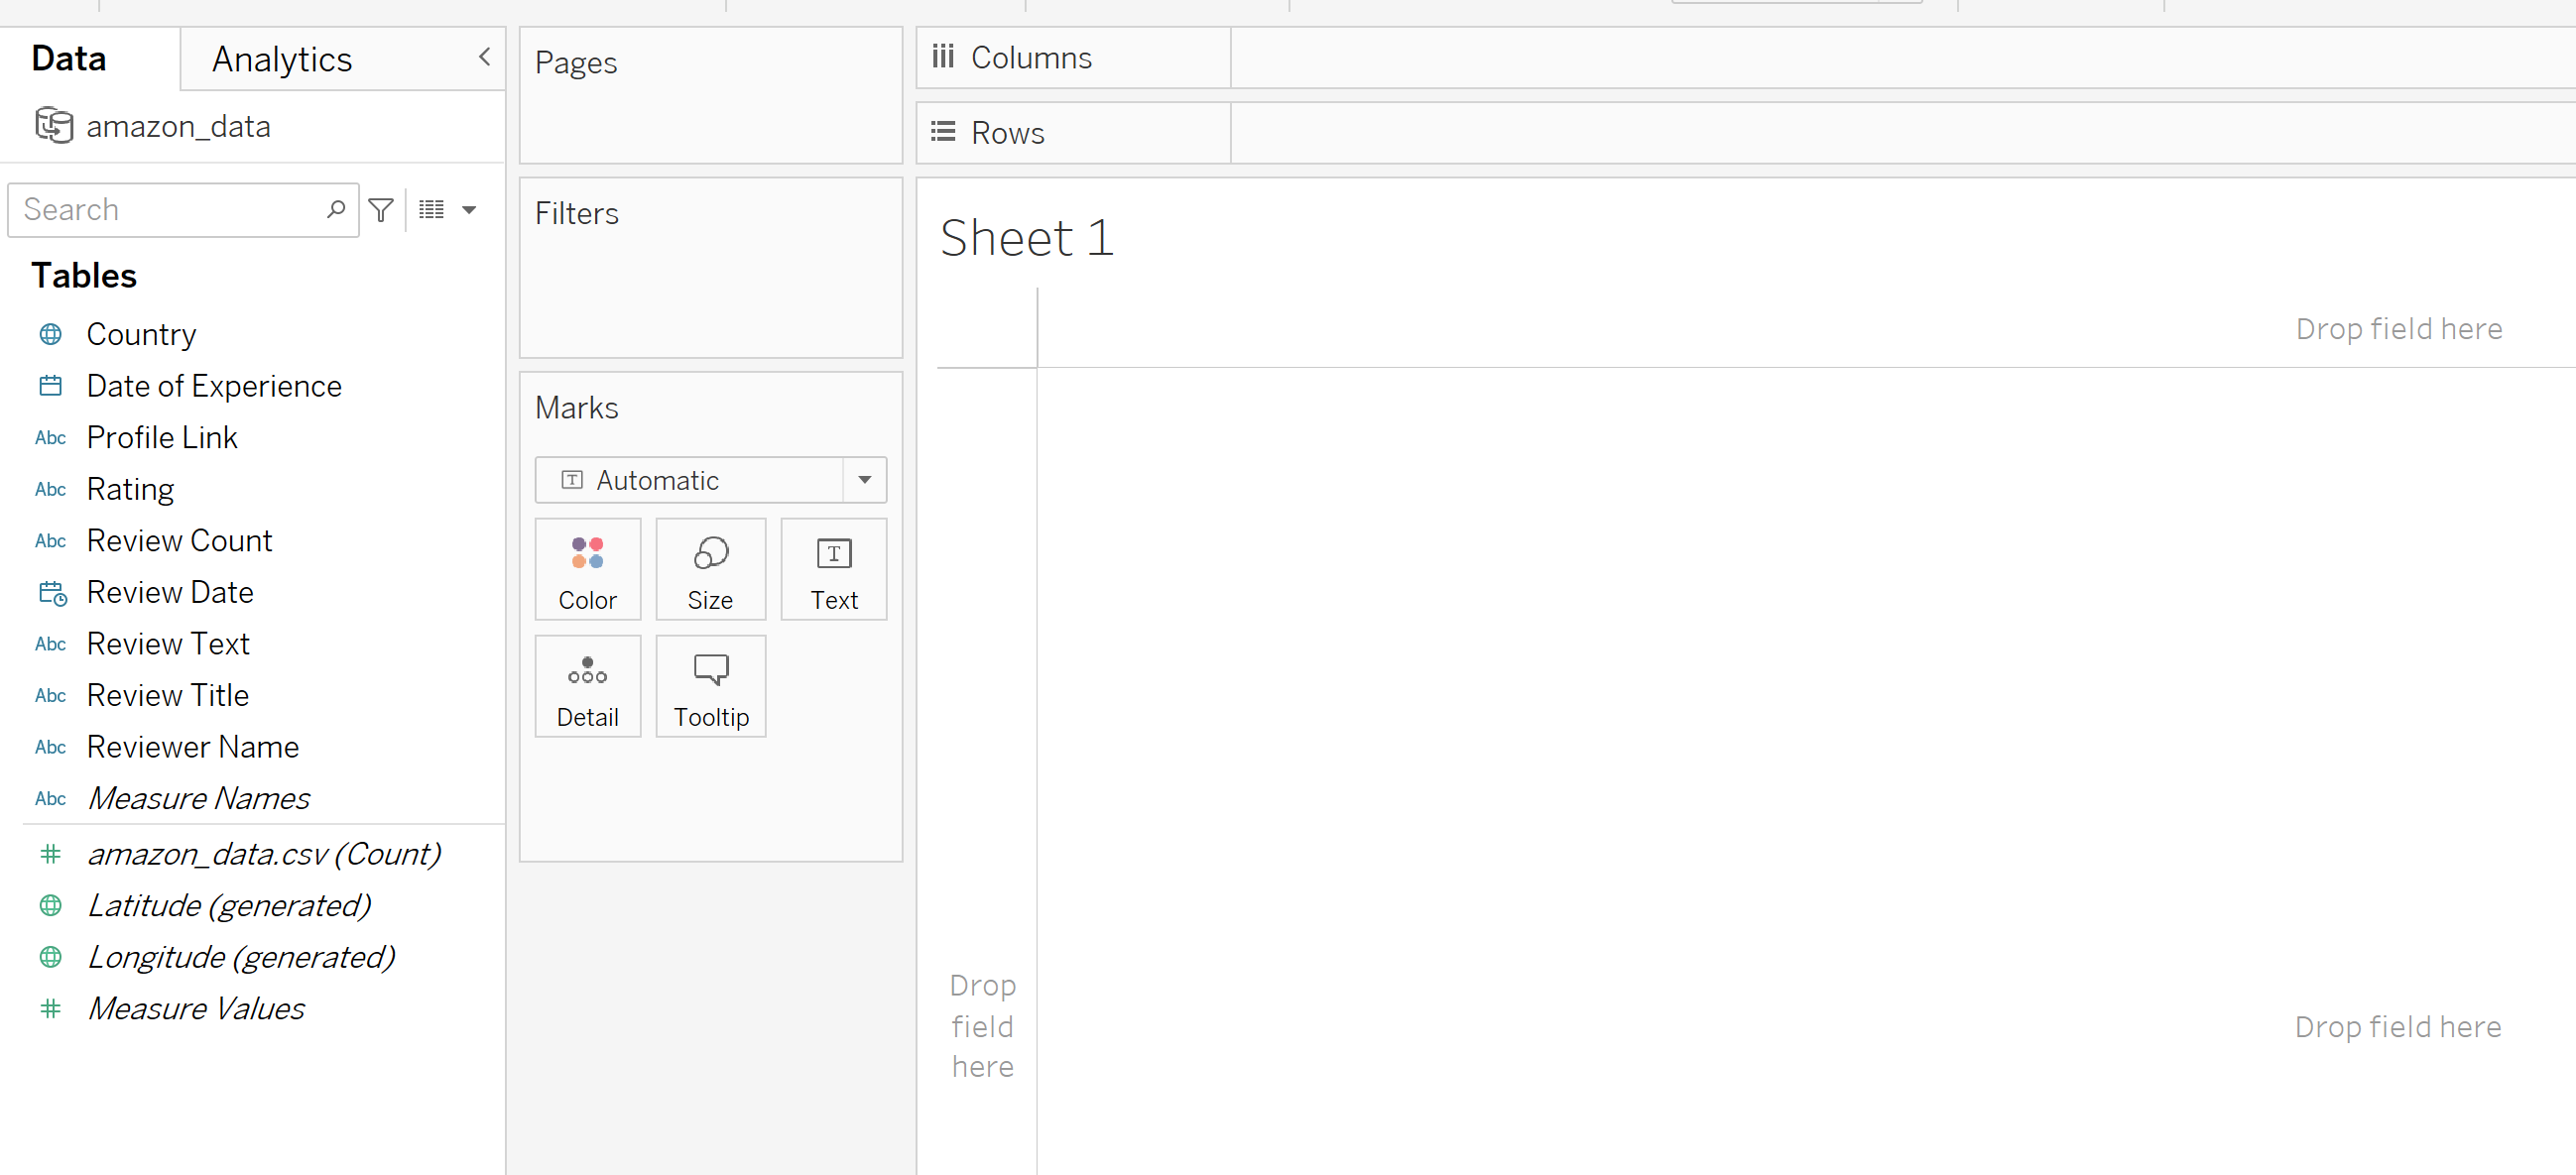 Data
Analytics
amazon_data
Search
Tables
Country
Date of Experience
Abc Profile Link
Abc Rating
Abc Review Count
Review Date
Abc Review Text
Abc Review Title
Abc Reviewer Name
Abc Measure Names
amazon_data.csv (Count)
Latitude (generated)
Longitude (generated)
Measure Values
Pages
Filters
Marks
T Automatic
Color
Size
T
Text
Detail
Tooltip
Columns
Rows
Sheet 1
Drop field here
Drop
field
here
Drop field here